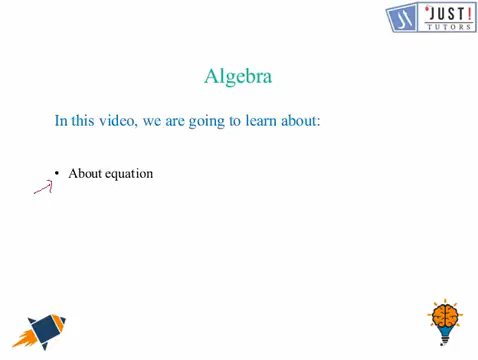 'JUST!
TUTORS
Algebra
In this video, we are going to learn about:
• About equation